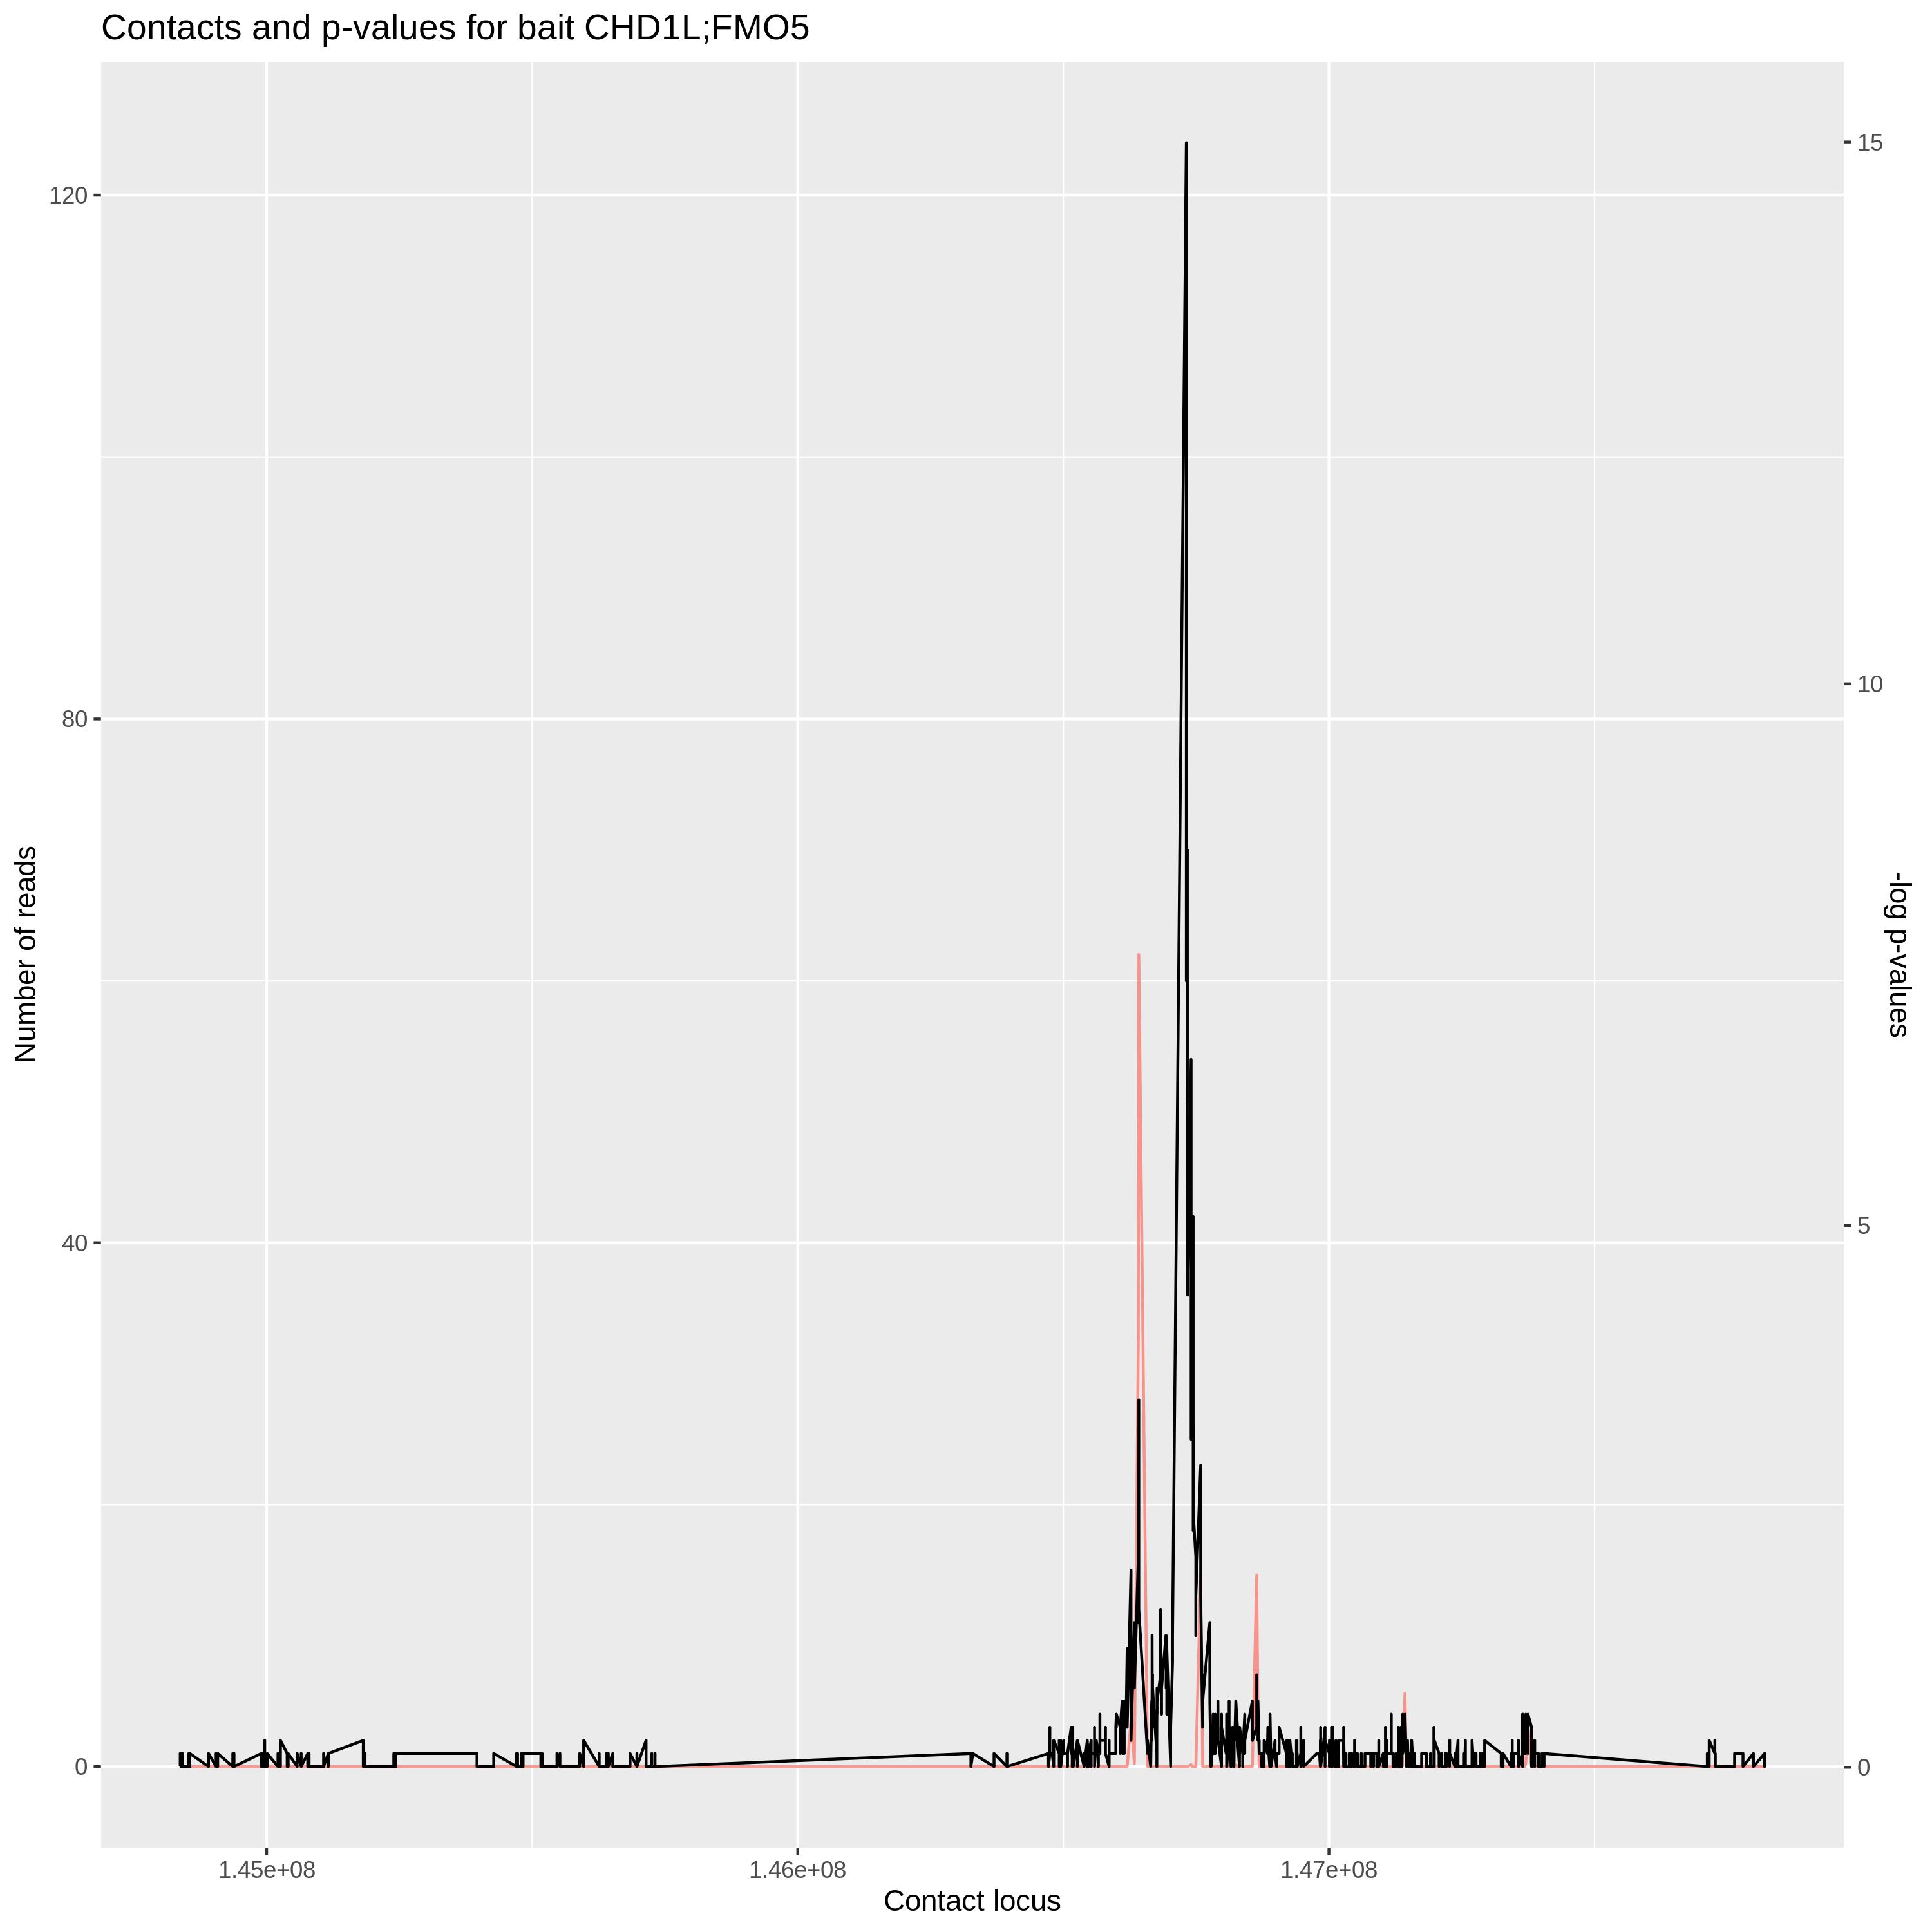 Contacts and p-values for bait CHD1L;FMO5
Number of reads
120
80
40
0
15
10
5
0
-log p-values
1.45e+08
1.46e+08
1.47e+08
Contact locus